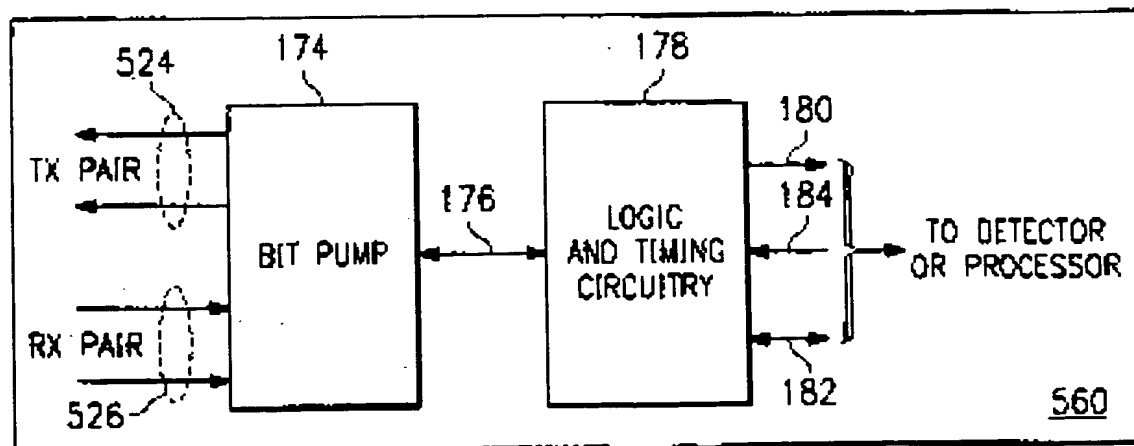 524
174
178
180
TX PAIR
176
184
BIT PUMP
LOGIC
AND TIMING
CIRCUITRY
TO DETECTOR
OR PROCESSOR
RX PAIR
526
182
560